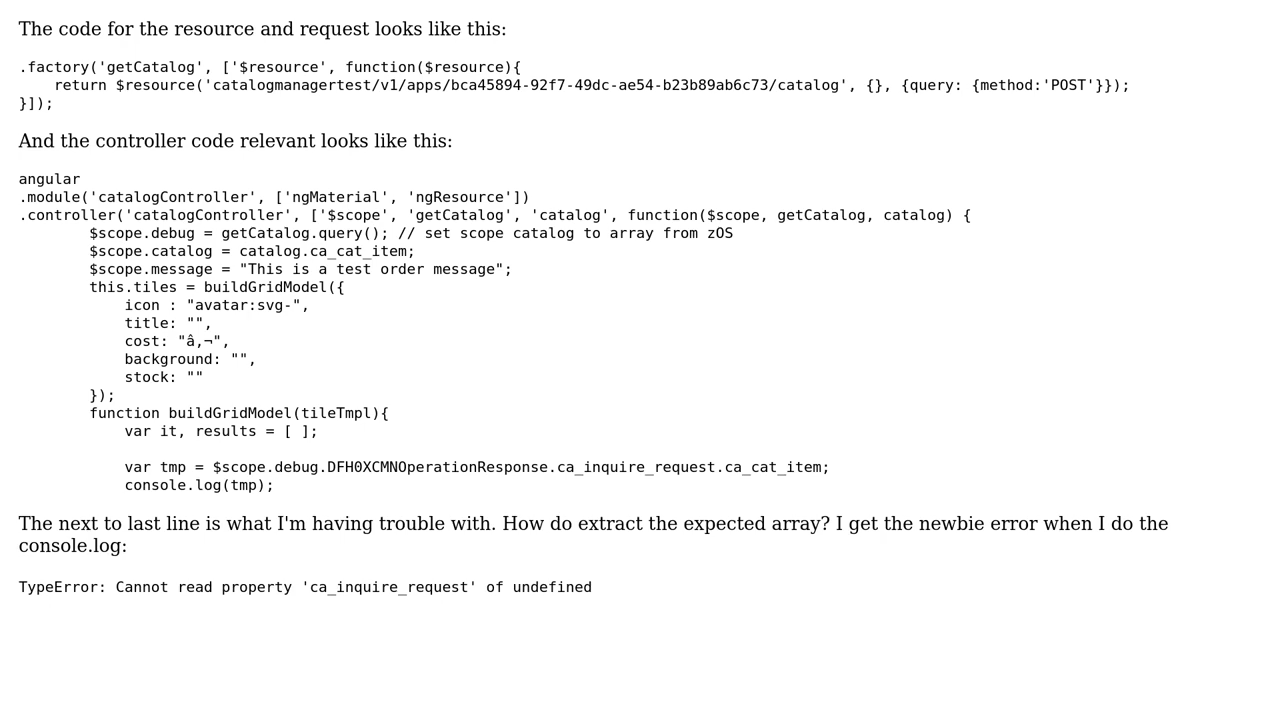 The code for the resource and request looks like this:
.factory('getCatalog', ['$resource', function($resource){
    return $resource('catalogmanagertest/v1/apps/bca45894-92f7-49dc-ae54-b23b89ab6c73/catalog', {}, {query: {method:'POST'}});
}]);
And the controller code relevant looks like this:
angular
.module('catalogController', ['ngMaterial', 'ngResource'])
.controller('catalogController', ['$scope', 'getCatalog', 'catalog', function($scope, getCatalog, catalog) {
        $scope.debug = getCatalog.query(); // set scope catalog to array from zOS
        $scope.catalog = catalog.ca_cat_item;
        $scope.message = "This is a test order message";
        this.tiles = buildGridModel({
            icon : "avatar:svg-",
            title: "",
            cost: "â‚¬",
            background: "",
            stock: ""
        });
        function buildGridModel(tileTmpl){
            var it, results = [ ];
            var tmp = $scope.debug.DFH0XCMNOperationResponse.ca_inquire_request.ca_cat_item;
            console.log(tmp);
The next to last line is what I'm having trouble with. How do extract the expected array? I get the newbie error when I do the
console.log:
TypeError: Cannot read property 'ca_inquire_request' of undefined